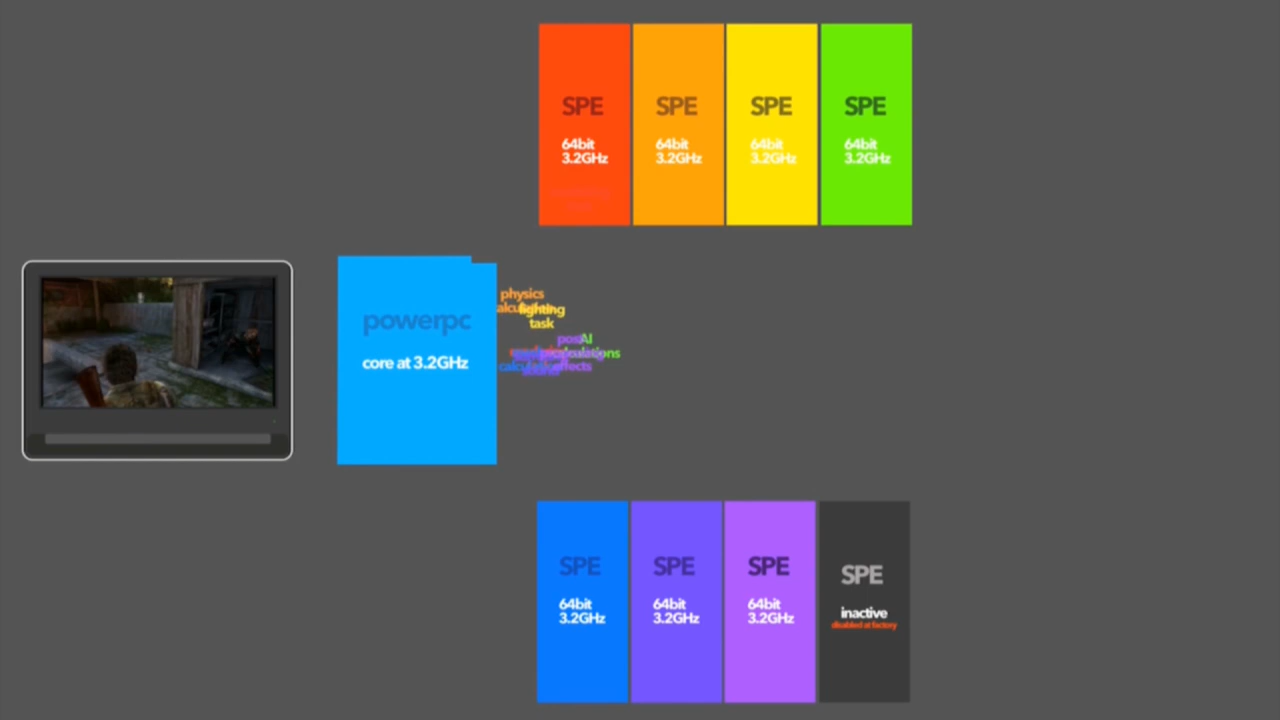 SPE
64bit
3.2GHz
SPE
64bit
3.2GHz
SPE
64bit
3.2GHz
SPE
64bit
3.2GHz
powerpc
core at 3.2GHz
physics
lighting
task
post
AI
effects
SPE
64bit
3.2GHz
SPE
64bit
3.2GHz
SPE
64bit
3.2GHz
SPE
inactive
disabled at factory